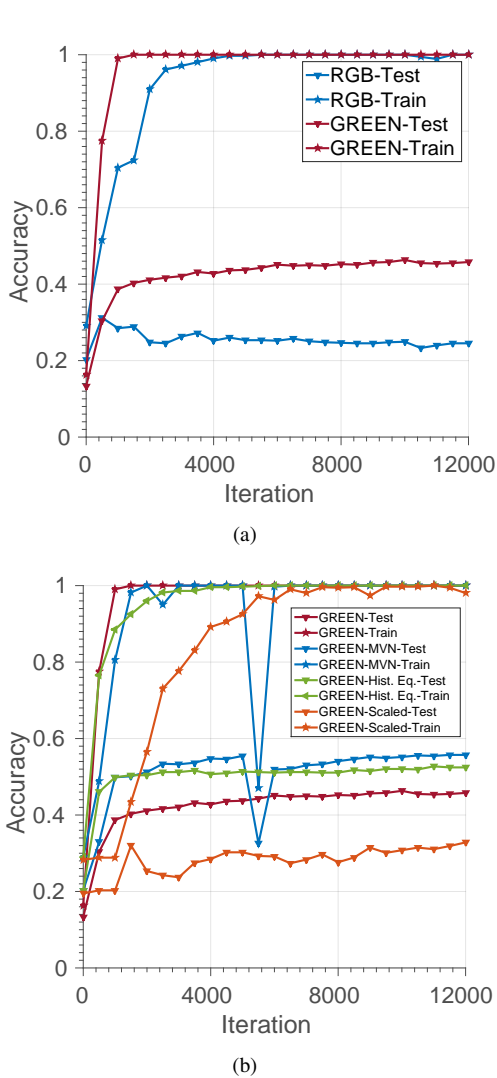 1
0.8
0.6
0.4
0.2
0
Accuracy
RGB-Test
RGB-Train
GREEN-Test
GREEN-Train
0 4000 8000 12000
Iteration
(a)
1
0.8
0.6
0.4
0.2
0
Accuracy
GREEN-Test
GREEN-Train
GREEN-MVN-Test
GREEN-MVN-Train
GREEN-Hist. Eq.-Test
GREEN-Hist. Eq.-Train
GREEN-Scaled-Test
GREEN-Scaled-Train
0 4000 8000 12000
Iteration
(b)